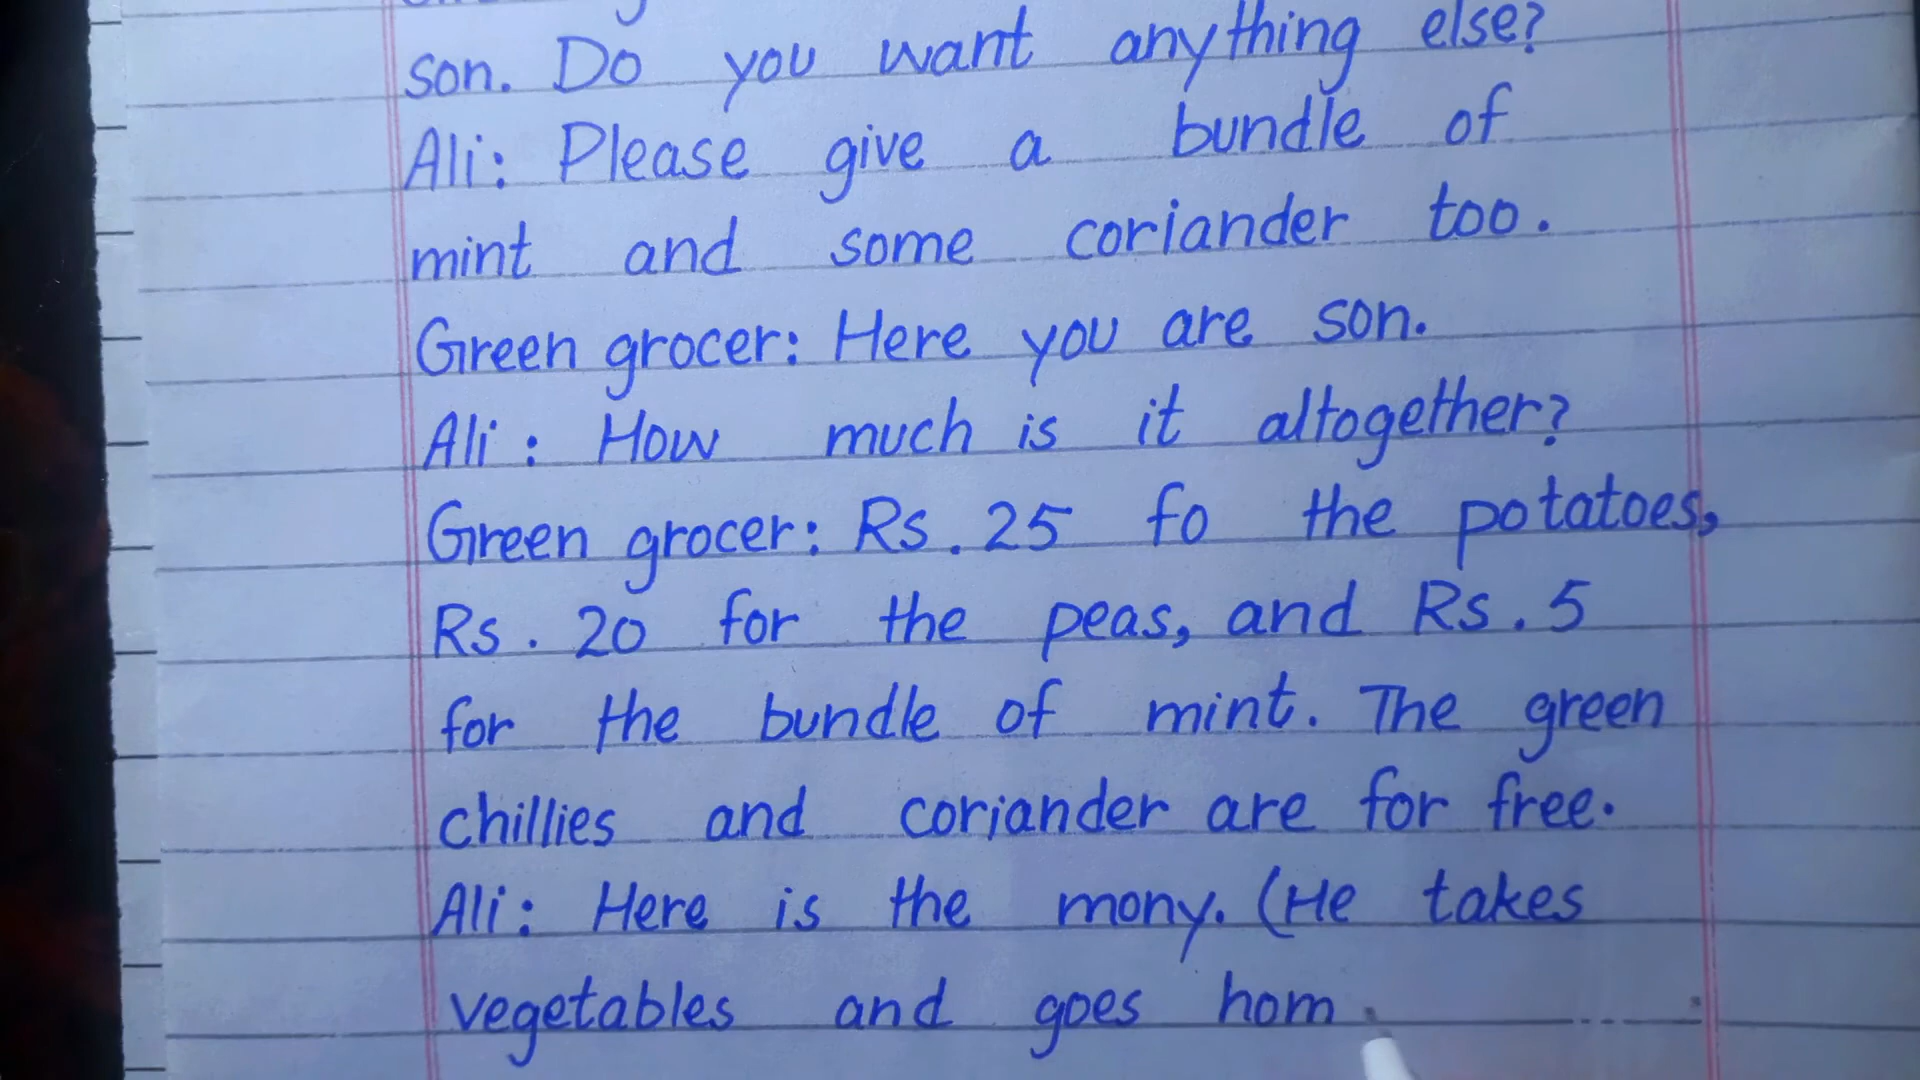 son. Do you want anything else?
Ali: Please give a bundle of
mint and some coriander too.
Green grocer: Here you are son.
Ali: How much is it altogether?
Green grocer: Rs. 25 fo the potatoes,
Rs. 20 for the peas, and Rs. 5
for the bundle of mint. The green
chillies and coriander are for free.
Ali: Here is the mony. (He takes
vegetables and goes hom